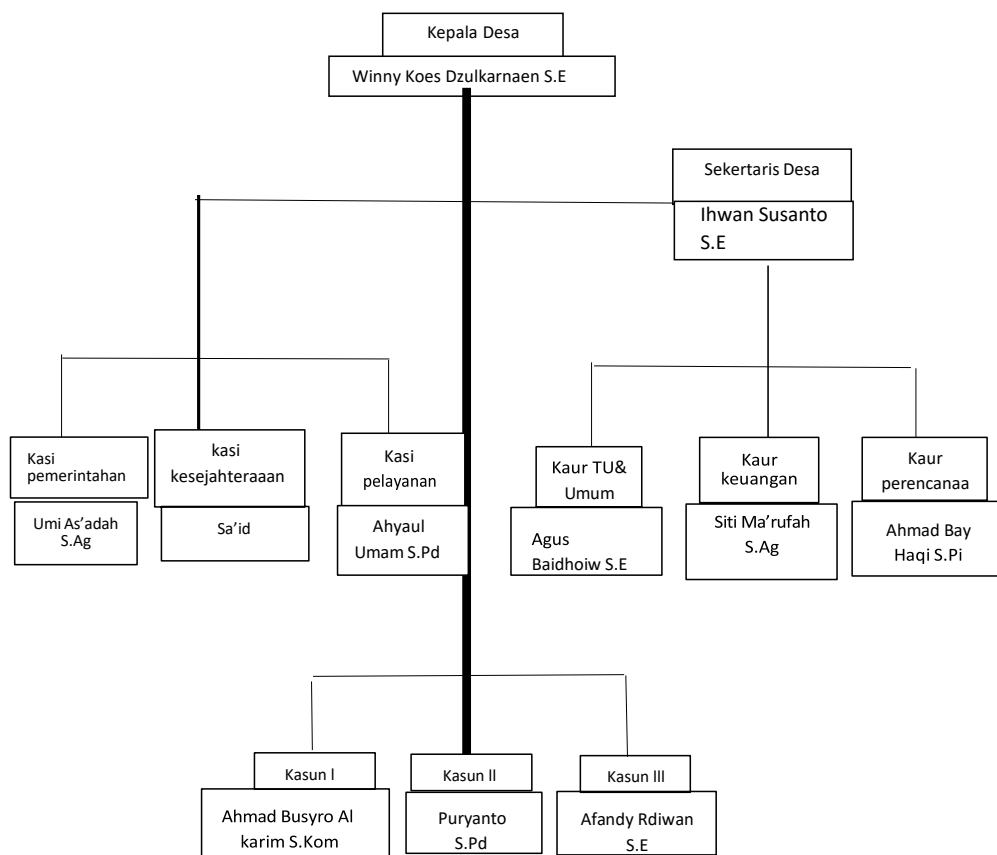 Kepala Desa
Winny Koes Dzulkarnaen S.E
Sekertaris Desa
Ihwan Susanto
S.E
Kasi
pemerintahan
Umi As’adah
S.Ag
kasi
kesejahteraaan
Sa’id
Kasi
pelayanan
Ahyaul
Umam S.Pd
Kaur TU&
Umum
Agus
Baidhoiw S.E
Kaur
keuangan
Siti Ma’rufah
S.Ag
Kaur
perencanaa
Ahmad Bay
Haqi S.Pi
Kasun l
Ahmad Busyro Al
karim S.Kom
Kasun ll
Puryanto
S.Pd
Kasun lll
Afandy Rdiwan
S.E